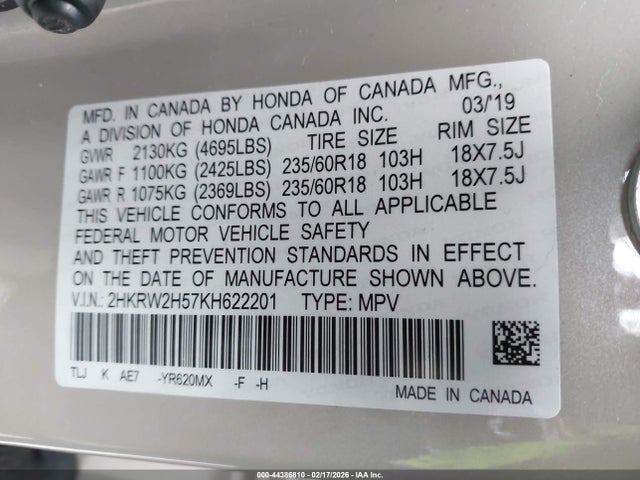 MFD. IN CANADA BY HONDA OF CANADA MFG.,
A DIVISION OF HONDA CANADA INC. 03/'19
GVWR 2130KG (4695LBS) TIRE SIZE RIM SIZE
GAWR F 1100KG (2425LBS) 235/60R18 103H 18X7.5J
GAWR R 1075KG (2369LBS) 235/60R18 103H 18X7.5J
THIS VEHICLE CONFORMS TO ALL APPLICABLE
FEDERAL MOTOR VEHICLE SAFETY
AND THEFT PREVENTION STANDARDS IN EFFECT
ON THE DATE OF MANUFACTURE SHOWN ABOVE.
V.I.N.: 2HKRW2H57KH622201 TYPE: MPV
TLJ K AE7 -YR620MX -F -H
MADE IN CANADA
000-44386810 - 02/17/2026 - IAA Inc.